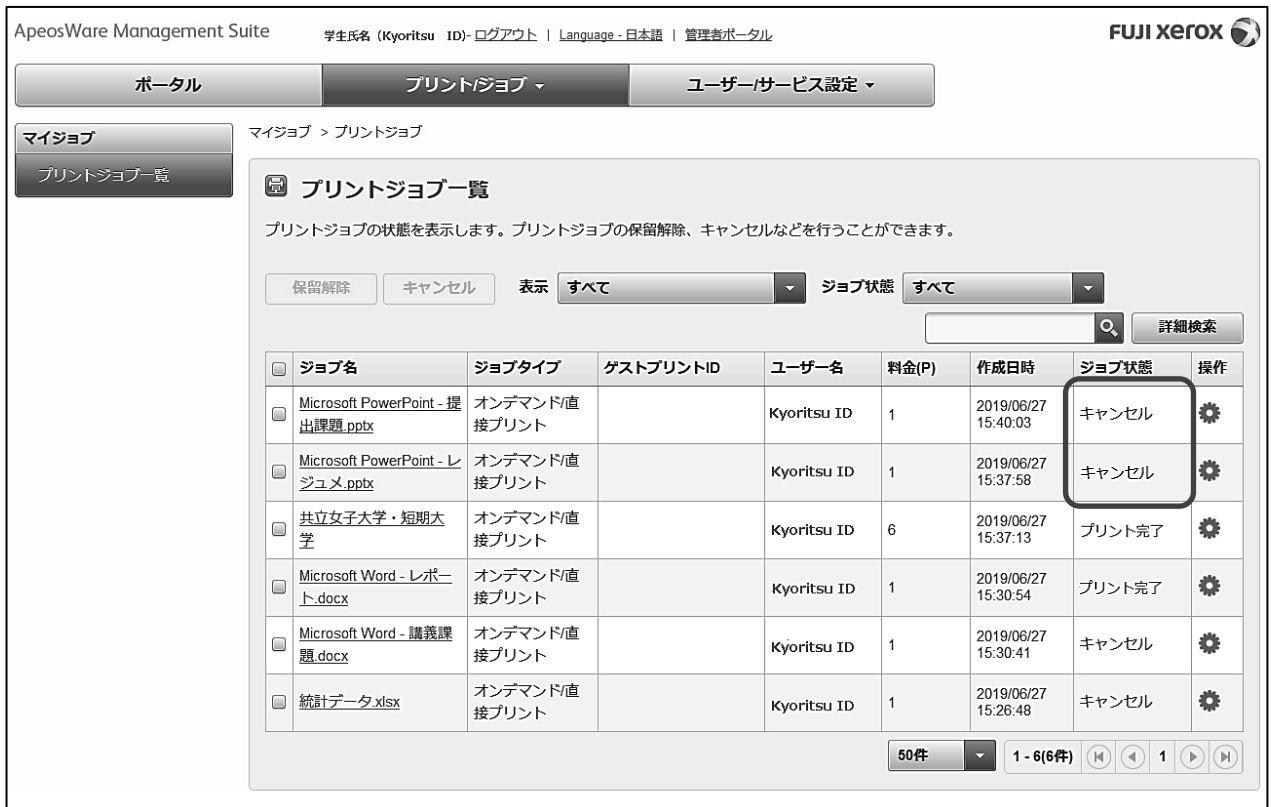 ApeosWare Management Suite
学生氏名 (Kyoritsu ID)- ログアウト | Language - 日本語 | 管理者ポータル
FUJI xerox
ポータル
プリント/ジョブ
ユーザー/サービス設定
マイジョブ
プリントジョブ一覧
マイジョブ > プリントジョブ
プリントジョブ一覧
プリントジョブの状態を表示します。プリントジョブの保留解除、キャンセルなどを行うことができます。
保留解除 キャンセル 表示 すべて ジョブ状態 すべて
詳細検索
ジョブ名 ジョブタイプ ゲストプリントID ユーザー名 料金(P) 作成日時 ジョブ状態 操作
Microsoft PowerPoint - 提 オンデマンド/直 2019/06/27
出課題.pptx 接プリント Kyoritsu ID 1 15:40:03 キャンセル
Microsoft PowerPoint - レ オンデマンド/直 2019/06/27
ジュメ.pptx 接プリント Kyoritsu ID 1 15:37:58 キャンセル
共立女子大学・短期大 オンデマンド/直 2019/06/27
学 接プリント Kyoritsu ID 6 15:37:13 プリント完了
Microsoft Word - レポー オンデマンド/直 2019/06/27
ト.docx 接プリント Kyoritsu ID 1 15:30:54 プリント完了
Microsoft Word - 講義課 オンデマンド/直 2019/06/27
題.docx 接プリント Kyoritsu ID 1 15:30:41 キャンセル
統計データ.xlsx オンデマンド/直 2019/06/27
接プリント Kyoritsu ID 1 15:26:48 キャンセル
50件 1 - 6(6件) 1